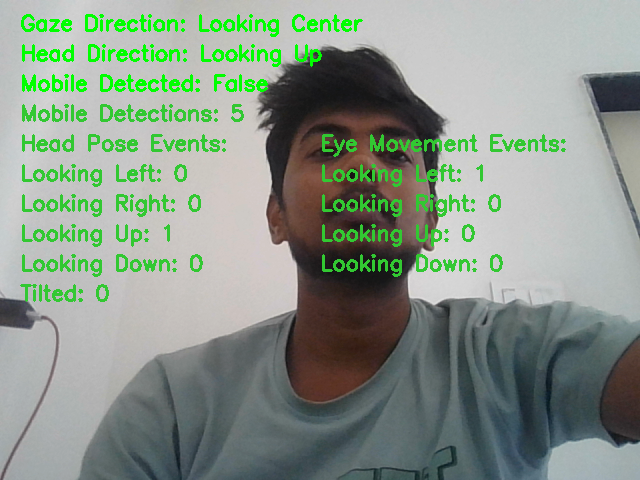 Gaze Direction: Looking Center
Head Direction: Looking Up
Mobile Detected: False
Mobile Detections: 5
Head Pose Events:
Looking Left: 0
Looking Right: 0
Looking Up: 1
Looking Down: 0
Tilted: 0
Eye Movement Events:
Looking Left: 1
Looking Right: 0
Looking Up: 0
Looking Down: 0